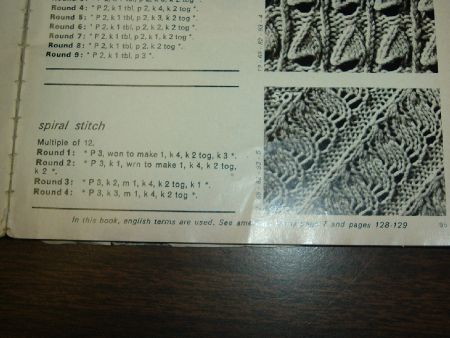 Round 4: * P 2, k 1 tbl, p 2, k 4, k 2 tog *.
Round 5: * P 2, k 1 tbl, p 2, k 3, k 2 tog *.
Round 6: * P 2, k 1 tbl, p 2, k 2, k 2 tog *.
Round 7: * P 2, k 1 tbl, p 2, k 1, k 2 tog *.
Round 8: * P 2, k 1 tbl, p 2, k 2 tog *.
Round 9: * P 2, k 1 tbl, p 3 *.
spiral stitch
Multiple of 12.
Round 1: * P 3, won to make 1, k 4, k 2 tog, k 3 *.
Round 2: * P 3, k 1, wrn to make 1, k 4, k 2 tog,
k 2 *.
Round 3: * P 3, k 2, m 1, k 4, k 2 tog, k 1 *.
Round 4: * P 3, k 3, m 1, k 4, k 2 tog *.
In this book, english terms are used. See and pages 128-129